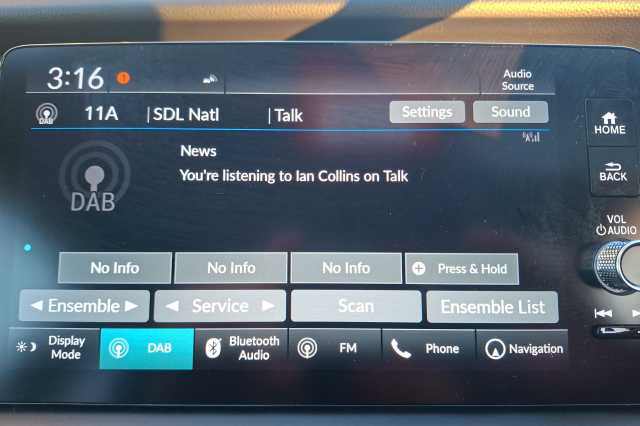 3:16
Audio
Source
DAB 11A | SDL Natl | Talk Settings Sound
HOME
News
You're listening to Ian Collins on Talk
DAB
BACK
VOL
AUDIO
No Info No Info No Info + Press & Hold
◀ Ensemble ▶ ◀ Service ▶ Scan Ensemble List
Display
Mode
DAB
Bluetooth
Audio
FM
Phone
Navigation